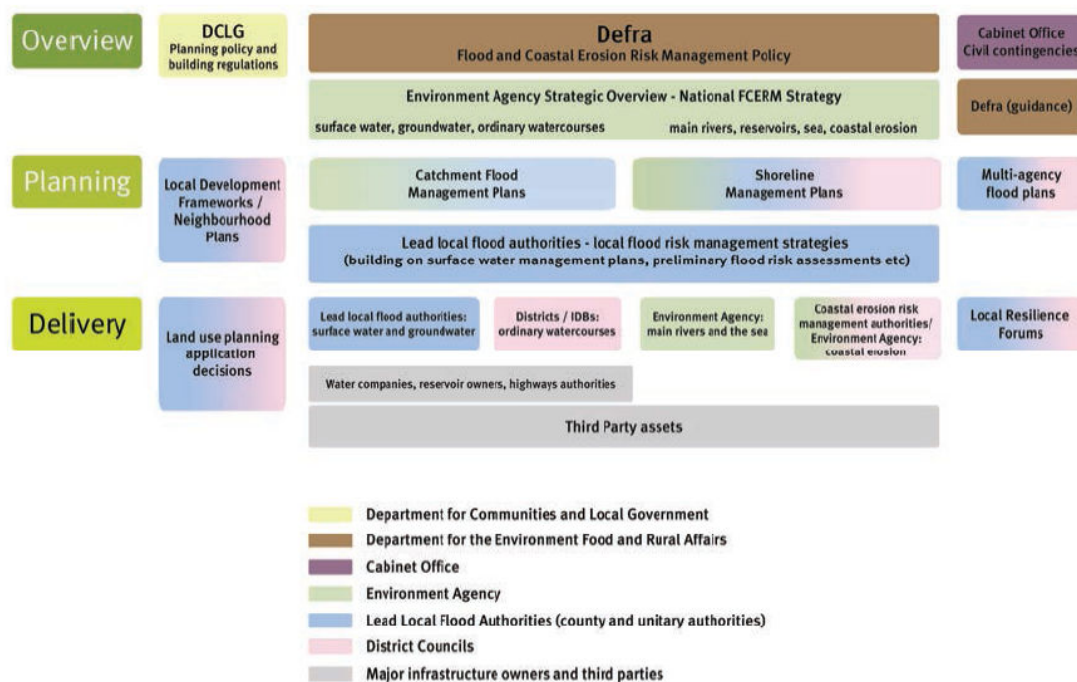 Overview
DCLG
Planning policy and
building regulations
Defra
Flood and Coastal Erosion Risk Management Policy
Cabinet Office
Civil contingencies
Environment Agency Strategic Overview - National FCERM Strategy
surface water, groundwater, ordinary watercourses
main rivers, reservoirs, sea, coastal erosion
Defra (guidance)
Planning
Local Development
Frameworks /
Neighbourhood
Plans
Catchment Flood
Management Plans
Shoreline
Management Plans
Multi-agency
flood plans
Lead local flood authorities - local flood risk management strategies
(building on surface water management plans, preliminary flood risk assessments etc)
Delivery
Land use planning
application
decisions
Lead local flood authorities:
surface water and groundwater
Districts / IDBs:
ordinary watercourses
Environment Agency:
main rivers and the sea
Coastal erosion risk
management authorities/
Environment Agency:
coastal erosion
Local Resilience
Forums
Water companies, reservoir owners, highways authorities
Third Party assets
Department for Communities and Local Government
Department for the Environment Food and Rural Affairs
Cabinet Office
Environment Agency
Lead Local Flood Authorities (county and unitary authorities)
District Councils
Major infrastructure owners and third parties